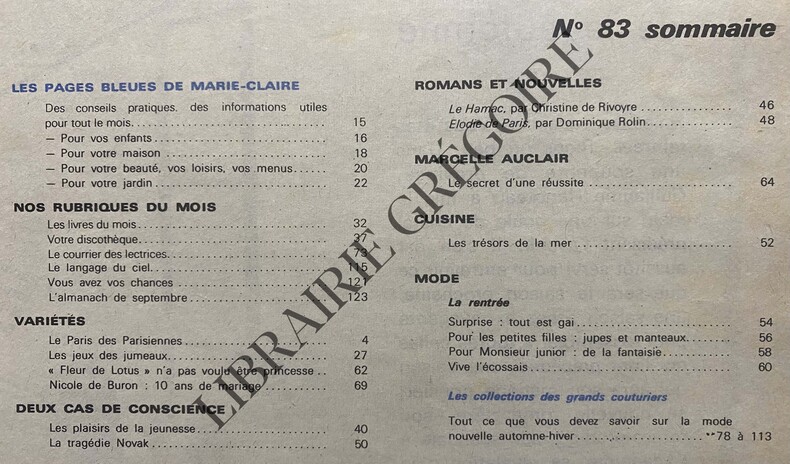 N° 83 sommaire
LES PAGES BLEUES DE MARIE-CLAIRE
Des conseils pratiques, des informations utiles
pour tout le mois. 15
— Pour vos enfants 16
— Pour votre maison 18
— Pour votre beauté, vos loisirs, vos menus 20
— Pour votre jardin 22
NOS RUBRIQUES DU MOIS
Les livres du mois 32
Votre discothèque 37
Le courrier des lectrices 73
Le langage du ciel 115
Vous avez vos chances 121
L'almanach de septembre 123
VARIÉTÉS
Le Paris des Parisiennes 4
Les jeux des jumeaux 27
« Fleur de Lotus » n'a pas voulu être princesse 62
Nicole de Buron : 10 ans de mariage 69
DEUX CAS DE CONSCIENCE
Les plaisirs de la jeunesse 40
La tragédie Novak 50
ROMANS ET NOUVELLES
Le Hamac, par Christine de Rivoyre 46
Elodie de Paris, par Dominique Rolin 48
MARCELLE AUCLAIR
Le secret d'une réussite 64
CUISINE
Les trésors de la mer 52
MODE
La rentrée
Surprise : tout est gai 54
Pour les petites filles : jupes et manteaux 56
Pour Monsieur junior : de la fantaisie 58
Vive l'écossais 60
Les collections des grands couturiers
Tout ce que vous devez savoir sur la mode
nouvelle automne-hiver 78 à 113
LIBRAIRIE GRÉGOIRE